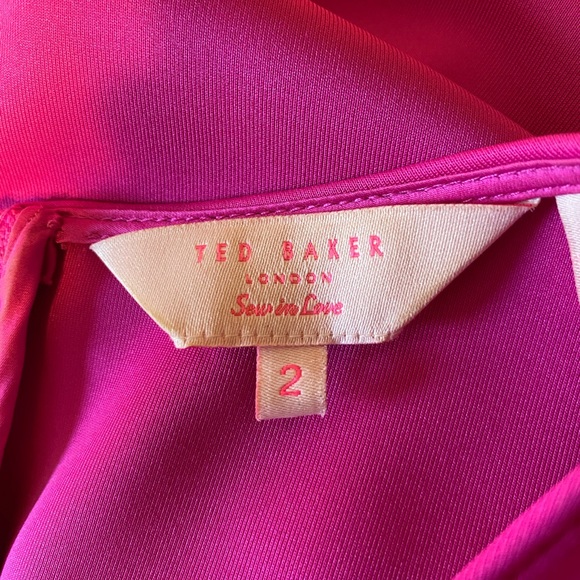 TED BAKER
LONDON
Sew in Love
2